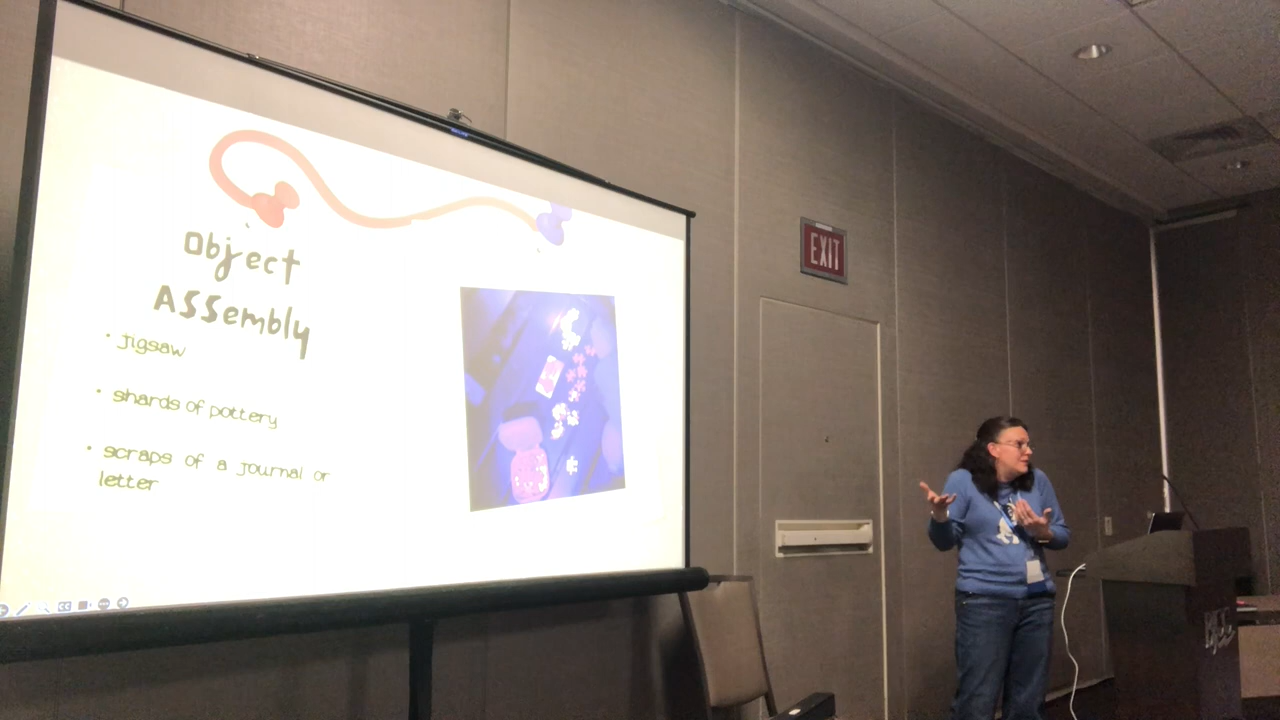 Object
Assembly
• jigsaw
• shards of pottery
• scraps of a journal or
letter
EXIT